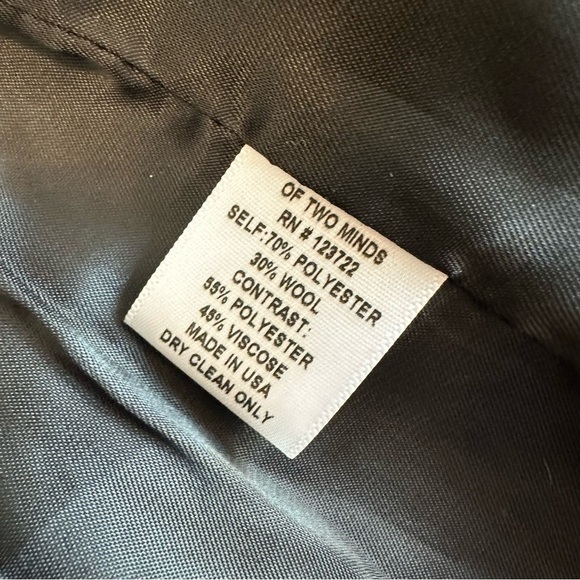 OF TWO MINDS
RN # 123722
SELF:70% POLYESTER
30% WOOL
CONTRAST:
55% POLYESTER
45% VISCOSE
MADE IN USA
DRY CLEAN ONLY